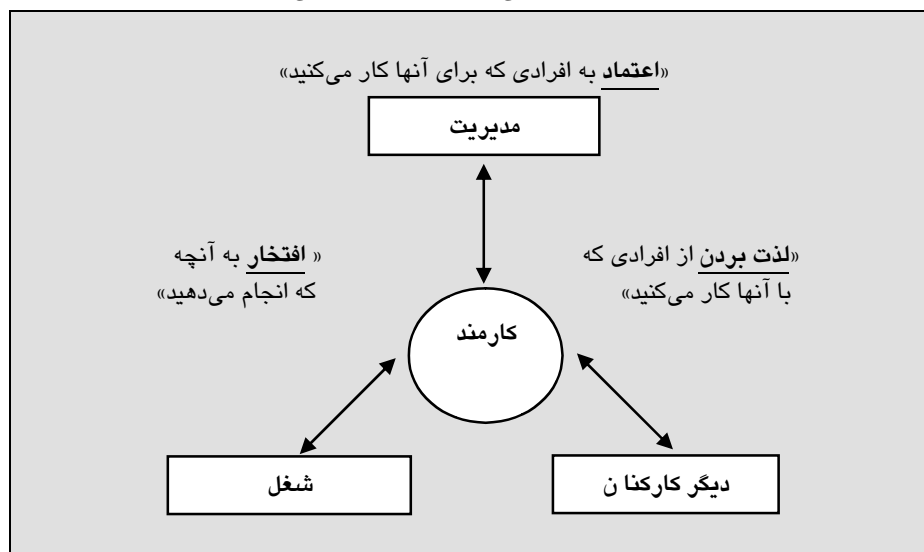 «اعتماد به افرادی که برای آنها کار می‌کنید»
مدیریت
«لذت بردن از افرادی که
با آنها کار می‌کنید»
« افتخار به آنچه
که انجام می‌دهید»
کارمند
دیگر کارکنا ن
شغل